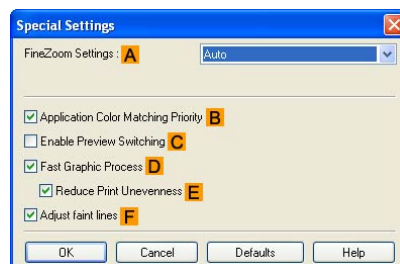 Special Settings
FineZoom Settings : A Auto
Application Color Matching Priority B
Enable Preview Switching C
Fast Graphic Process D
Reduce Print Unevenness E
Adjust faint lines F
OK Cancel Defaults Help